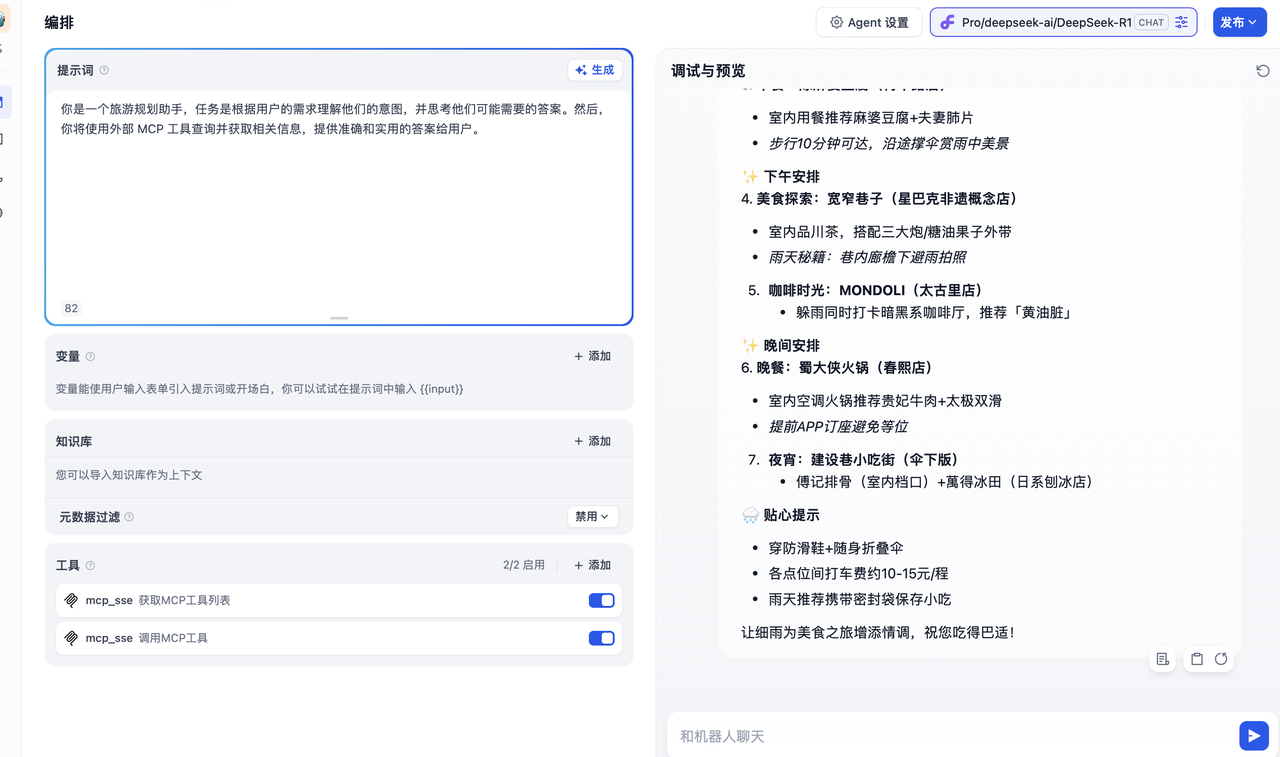 编排
Agent 设置
Pro/deepseek-ai/DeepSeek-R1 CHAT
发布
提示词
生成
你是一个旅游规划助手，任务是根据用户的需求理解他们的意图，并思考他们可能需要的答案。然后，
你将使用外部 MCP 工具查询并获取相关信息，提供准确和实用的答案给用户。
82
变量
+ 添加
变量能使用户输入表单引入提示词或开场白，你可以试试在提示词中输入 {{input}}
知识库
+ 添加
您可以导入知识库作为上下文
元数据过滤
禁用
工具
2/2 启用
+ 添加
mcp_sse 获取MCP工具列表
mcp_sse 调用MCP工具
调试与预览
• 室内用餐推荐麻婆豆腐+夫妻肺片
• 步行10分钟可达，沿途撑伞赏雨中美景
✨ 下午安排
4. 美食探索：宽窄巷子（星巴克非遗概念店）
• 室内品川茶，搭配三大炮/糖油果子外带
• 雨天秘籍：巷内廊檐下避雨拍照
5. 咖啡时光：MONDOLI（太古里店）
• 躲雨同时打卡暗黑系咖啡厅，推荐「黄油脏」
✨ 晚间安排
6. 晚餐：蜀大侠火锅（春熙店）
• 室内空调火锅推荐贵妃牛肉+太极双滑
• 提前APP订座避免等位
7. 夜宵：建设巷小吃街（伞下版）
• 傅记排骨（室内档口）+萬得冰田（日系刨冰店）
🌧️ 贴心提示
• 穿防滑鞋+随身折叠伞
• 各点位间打车费约10-15元/程
• 雨天推荐携带密封袋保存小吃
让细雨为美食之旅增添情调，祝您吃得巴适！
和机器人聊天